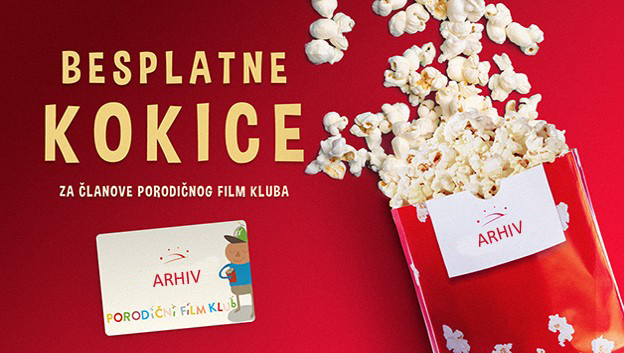 BESPLATNE
KOKICE
ZA ČLANOVE PORODIČNOG FILM KLUBA
ARHIV
PORODIČNI FILM KLUB
ARHIV